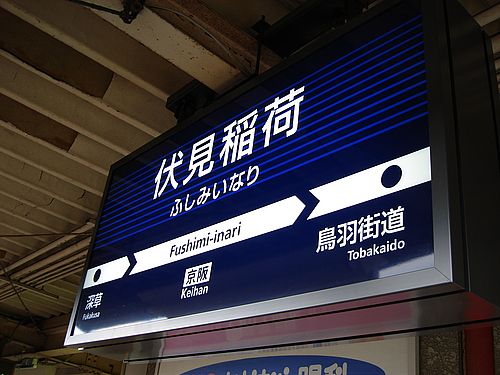 伏見稲荷
ふしみいなり
Fushimi-inari
深草
Fukakusa
京阪
Keihan
鳥羽街道
Tobakaido